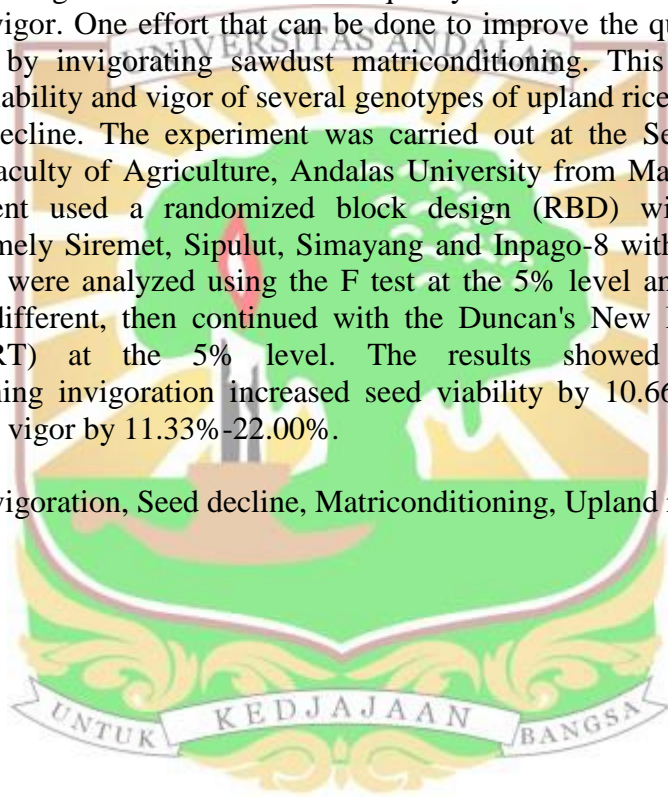 vigor. One effort that can be done to improve the qu
by invigorating sawdust matriconditioning. This
ability and vigor of several genotypes of upland rice
ecline. The experiment was carried out at the Se
aculty of Agriculture, Andalas University from Ma
ent used a randomized block design (RBD) wi
mely Siremet, Sipulut, Simayang and Inpago-8 with
were analyzed using the F test at the 5% level an
different, then continued with the Duncan's New
RT) at the 5% level. The results showed
ning invigoration increased seed viability by 10.66
vigor by 11.33%-22.00%.
vigoration, Seed decline, Matriconditioning, Upland
UNIVERSITAS ANDALAS
UNTUK KEDJAJAAN BANGSA